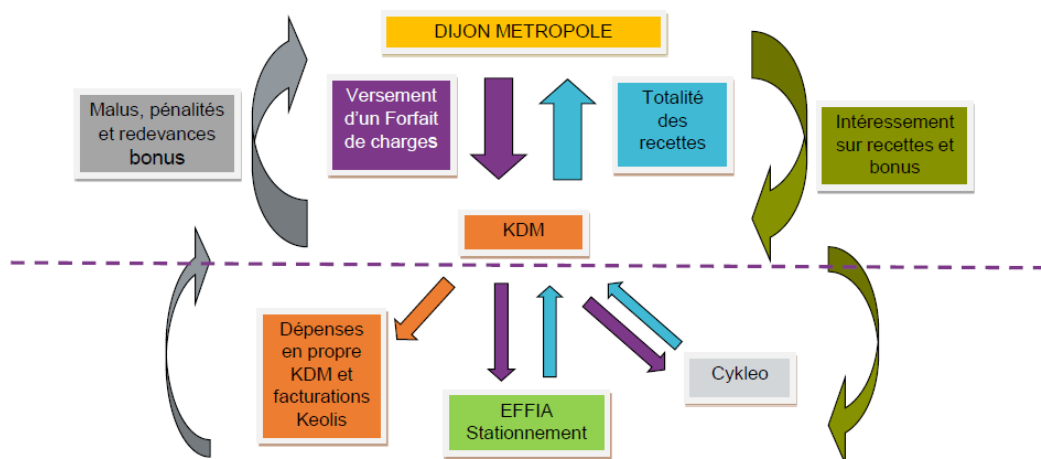 DIJON METROPOLE
Malus, pénalités
et redevances
bonus
Versement
d'un Forfait
de charges
Totalité
des
recettes
Intéressement
sur recettes et
bonus
KDM
Dépenses
en propre
KDM et
facturations
Keolis
EFFIA
Stationnement
Cykleo